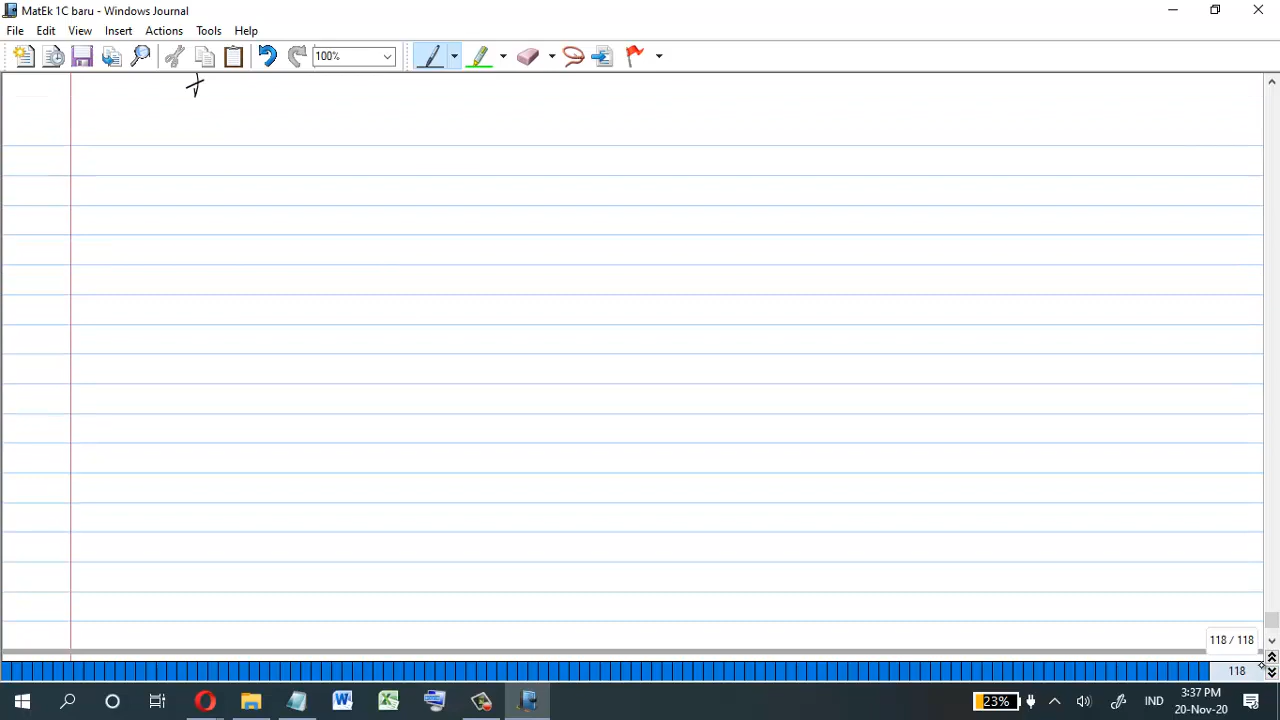 MatEk 1C baru - Windows Journal
File Edit View Insert Actions Tools Help
100%
118 / 118
118
23% IND 3:37 PM
20-Nov-20